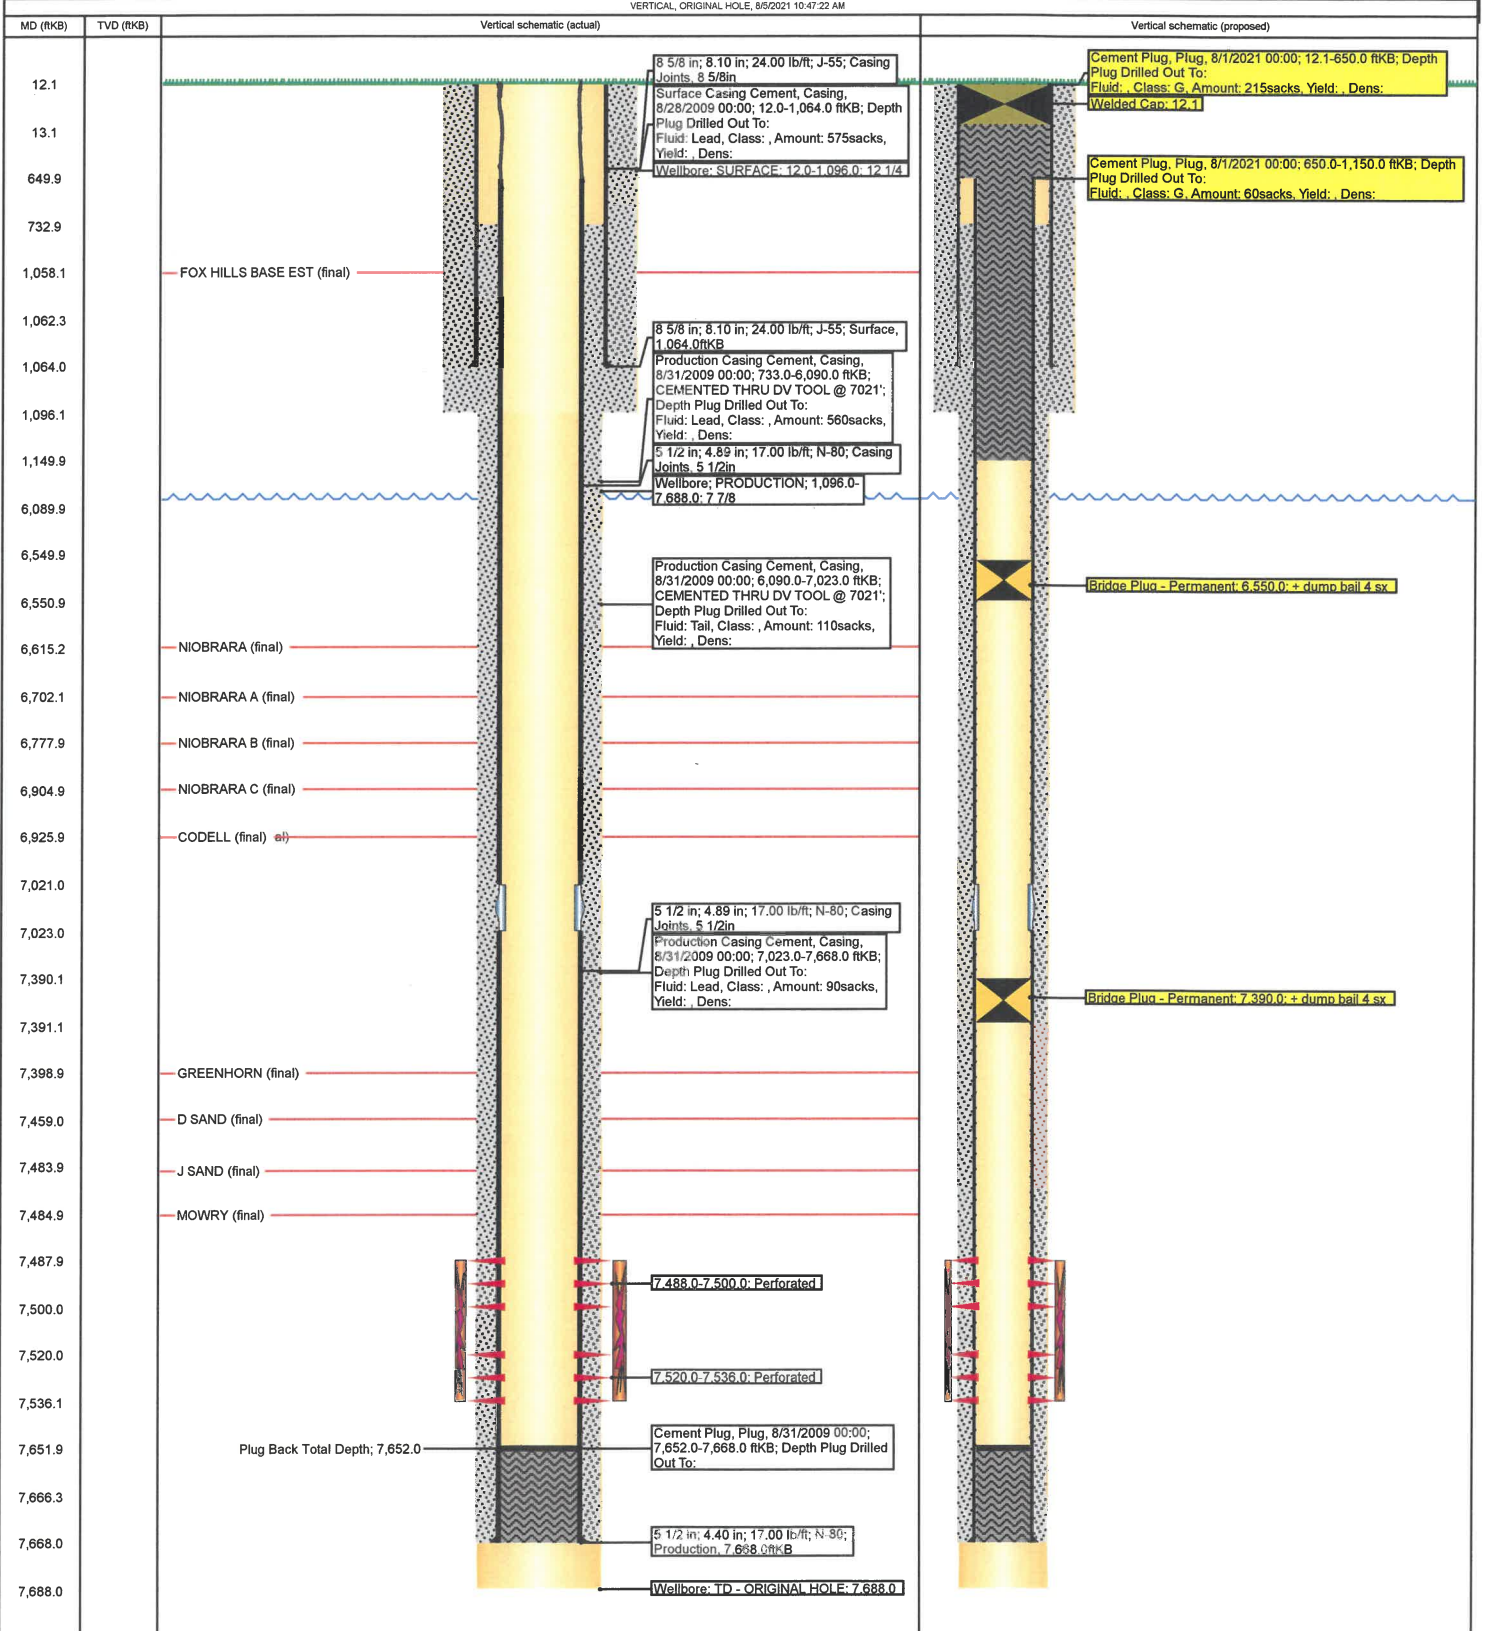 VERTICAL, ORIGINAL HOLE, 8/5/2021 10:47:22 AM
MD (ftKB)
TVD (ftKB)
Vertical schematic (actual)
Vertical schematic (proposed)
12.1
13.1
649.9
732.9
1,058.1
1,062.3
1,064.0
1,096.1
1,149.9
6,089.9
6,549.9
6,550.9
6,615.2
6,702.1
6,777.9
6,904.9
6,925.9
7,021.0
7,023.0
7,390.1
7,391.1
7,398.9
7,459.0
7,483.9
7,484.9
7,487.9
7,500.0
7,520.0
7,536.1
7,651.9
7,666.3
7,668.0
7,688.0
FOX HILLS BASE EST (final)
NIOBRARA (final)
NIOBRARA A (final)
NIOBRARA B (final)
NIOBRARA C (final)
CODELL (final) al)
GREENHORN (final)
D SAND (final)
J SAND (final)
MOWRY (final)
Plug Back Total Depth; 7,652.0
8 5/8 in; 8.10 in; 24.00 lb/ft; J-55; Casing
Joints, 8 5/8in
Surface Casing Cement, Casing,
8/28/2009 00:00; 12.0-1,064.0 ftKB; Depth
Plug Drilled Out To:
Fluid: Lead, Class: , Amount: 575sacks,
Yield: , Dens:
Wellbore; SURFACE; 12.0-1,096.0; 12 1/4
8 5/8 in; 8.10 in; 24.00 lb/ft; J-55; Surface,
1,064.0ftKB
Production Casing Cement, Casing,
8/31/2009 00:00; 733.0-6,090.0 ftKB;
CEMENTED THRU DV TOOL @ 7021';
Depth Plug Drilled Out To:
Fluid: Lead, Class: , Amount: 560sacks,
Yield: , Dens:
5 1/2 in; 4.89 in; 17.00 lb/ft; N-80; Casing
Joints, 5 1/2in
Wellbore; PRODUCTION; 1,096.0-
7,688.0; 7 7/8
Production Casing Cement, Casing,
8/31/2009 00:00; 6,090.0-7,023.0 ftKB;
CEMENTED THRU DV TOOL @ 7021';
Depth Plug Drilled Out To:
Fluid: Tail, Class: , Amount: 110sacks,
Yield: , Dens:
5 1/2 in; 4.89 in; 17.00 lb/ft; N-80; Casing
Joints, 5 1/2in
Production Casing Cement, Casing,
8/31/2009 00:00; 7,023.0-7,668.0 ftKB;
Depth Plug Drilled Out To:
Fluid: Lead, Class: , Amount: 90sacks,
Yield: , Dens:
7,488.0-7,500.0; Perforated
7,520.0-7,536.0; Perforated
Cement Plug, Plug, 8/31/2009 00:00;
7,652.0-7,668.0 ftKB; Depth Plug Drilled
Out To:
5 1/2 in; 4.40 in; 17.00 lb/ft; N-80;
Production, 7,668.0ftKB
Wellbore; TD - ORIGINAL HOLE; 7,688.0
Cement Plug, Plug, 8/1/2021 00:00; 12.1-650.0 ftKB; Depth
Plug Drilled Out To:
Fluid: , Class: G, Amount: 215sacks, Yield: , Dens:
Welded Cap; 12.1
Cement Plug, Plug, 8/1/2021 00:00; 650.0-1,150.0 ftKB; Depth
Plug Drilled Out To:
Fluid: , Class: G, Amount: 60sacks, Yield: , Dens:
Bridge Plug - Permanent; 6,550.0; + dump bail 4 sx
Bridge Plug - Permanent; 7,390.0; + dump bail 4 sx